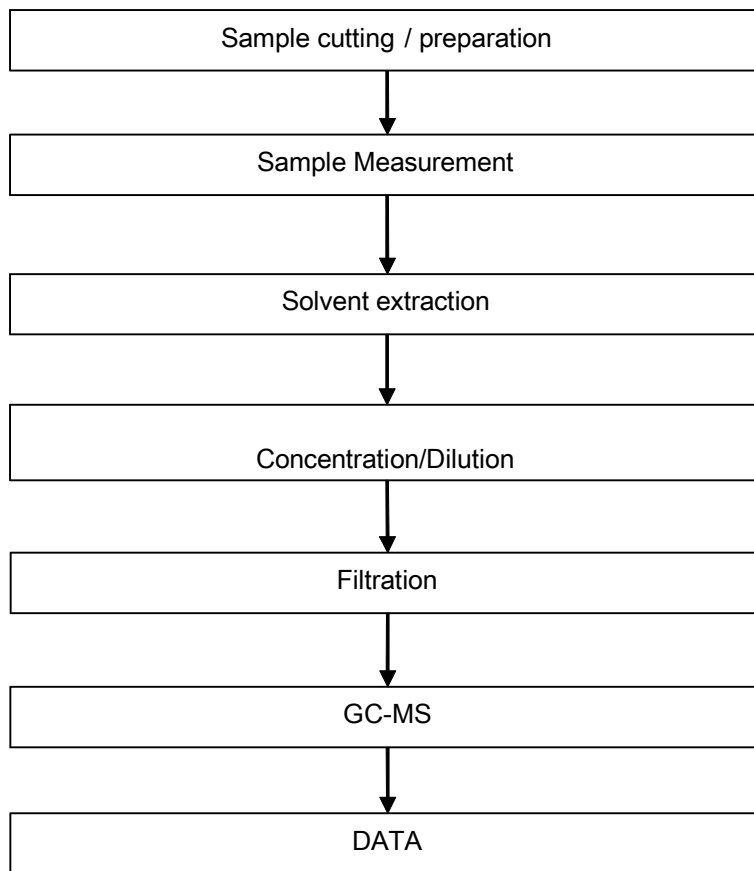 Sample cutting / preparation
Sample Measurement
Solvent extraction
Concentration/Dilution
Filtration
GC-MS
DATA